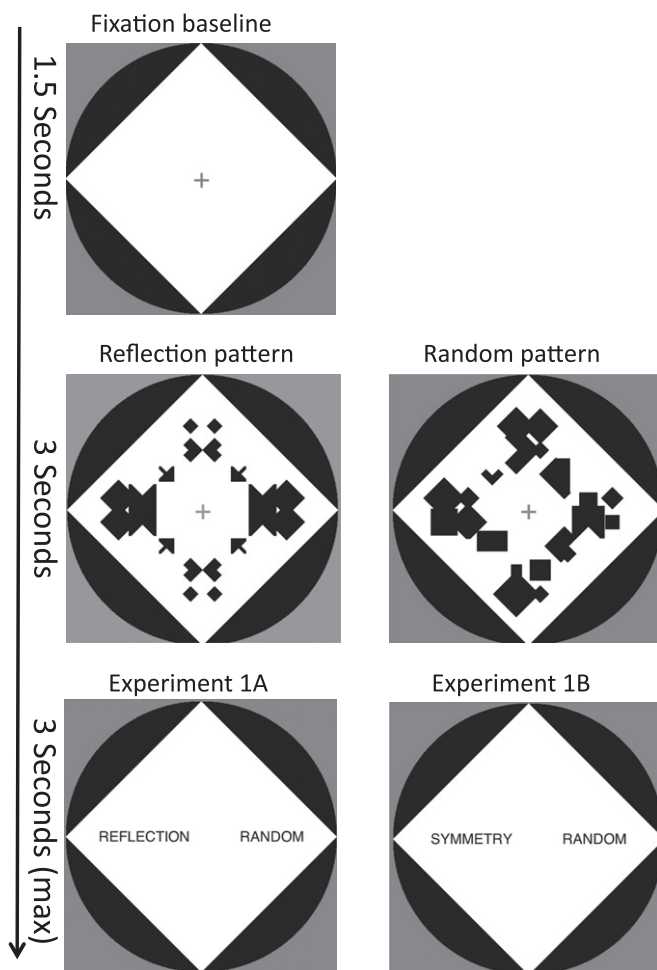 Fixation baseline
1.5 Seconds
Reflection pattern
Random pattern
3 Seconds
Experiment 1A
Experiment 1B
3 Seconds (max)
REFLECTION RANDOM
SYMMETRY RANDOM